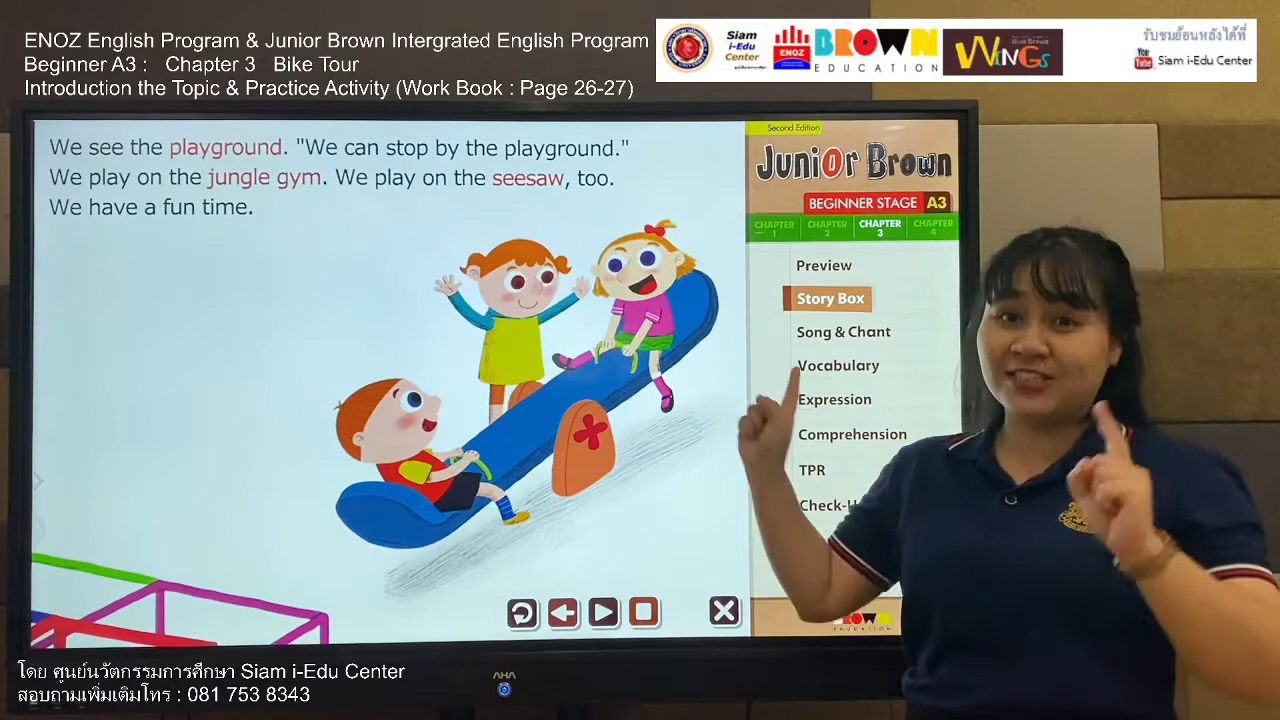 ENOZ English Program & Junior Brown Intergrated English Program
Beginner A3 : Chapter 3 Bike Tour
Introduction the Topic & Practice Activity (Work Book : Page 26-27)
Siam
i-Edu
Center
ENOZ
BROWN
EDUCATION
WiNGs
รับชมย้อนหลังได้ที่
You Tube Siam i-Edu Center
We see the playground. "We can stop by the playground."
We play on the jungle gym. We play on the seesaw, too.
We have a fun time.
Second Edition
Junior Brown
BEGINNER STAGE A3
CHAPTER 1 CHAPTER 2 CHAPTER 3 CHAPTER 4
Preview
Story Box
Song & Chant
Vocabulary
Expression
Comprehension
TPR
Check-
BROWN
EDUCATION
โดย ศูนย์นวัตกรรมการศึกษา Siam i-Edu Center
สอบถามเพิ่มเติมโทร : 081 753 8343
AHA